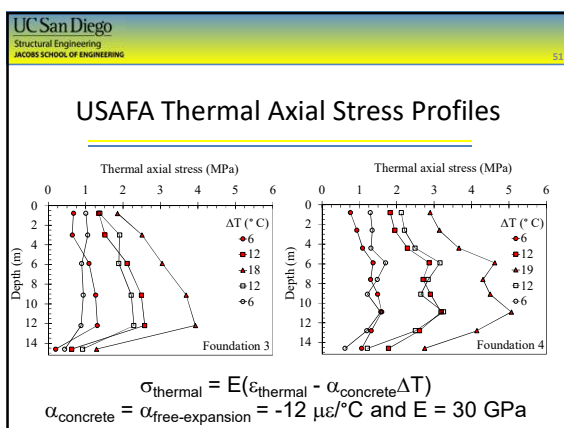 UC San Diego
Structural Engineering
JACOBS SCHOOL OF ENGINEERING
51
USAFA Thermal Axial Stress Profiles
Thermal axial stress (MPa)
0 1 2 3 4 5 6
0
2
4
6
8
10
12
14
Depth (m)
ΔT (° C)
6
12
18
12
6
Foundation 3
Thermal axial stress (MPa)
0 1 2 3 4 5 6
0
2
4
6
8
10
12
14
Depth (m)
ΔT (° C)
6
12
19
12
6
Foundation 4
σthermal = E(εthermal - αconcreteΔT)
αconcrete = αfree-expansion = -12 με/°C and E = 30 GPa